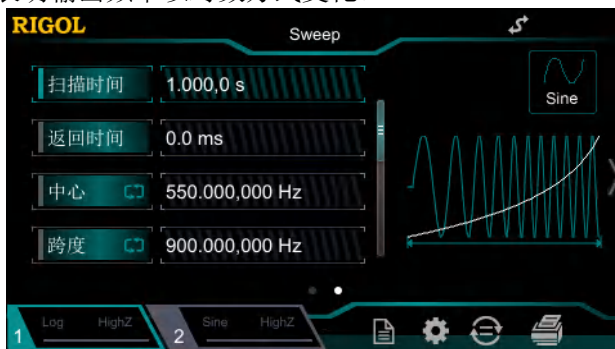 RIGOL
Sweep
扫描时间 1.000,0 s
Sine
返回时间 0.0 ms
中心 550.000,000 Hz
跨度 900.000,000 Hz
1 Log HighZ
2 Sine HighZ